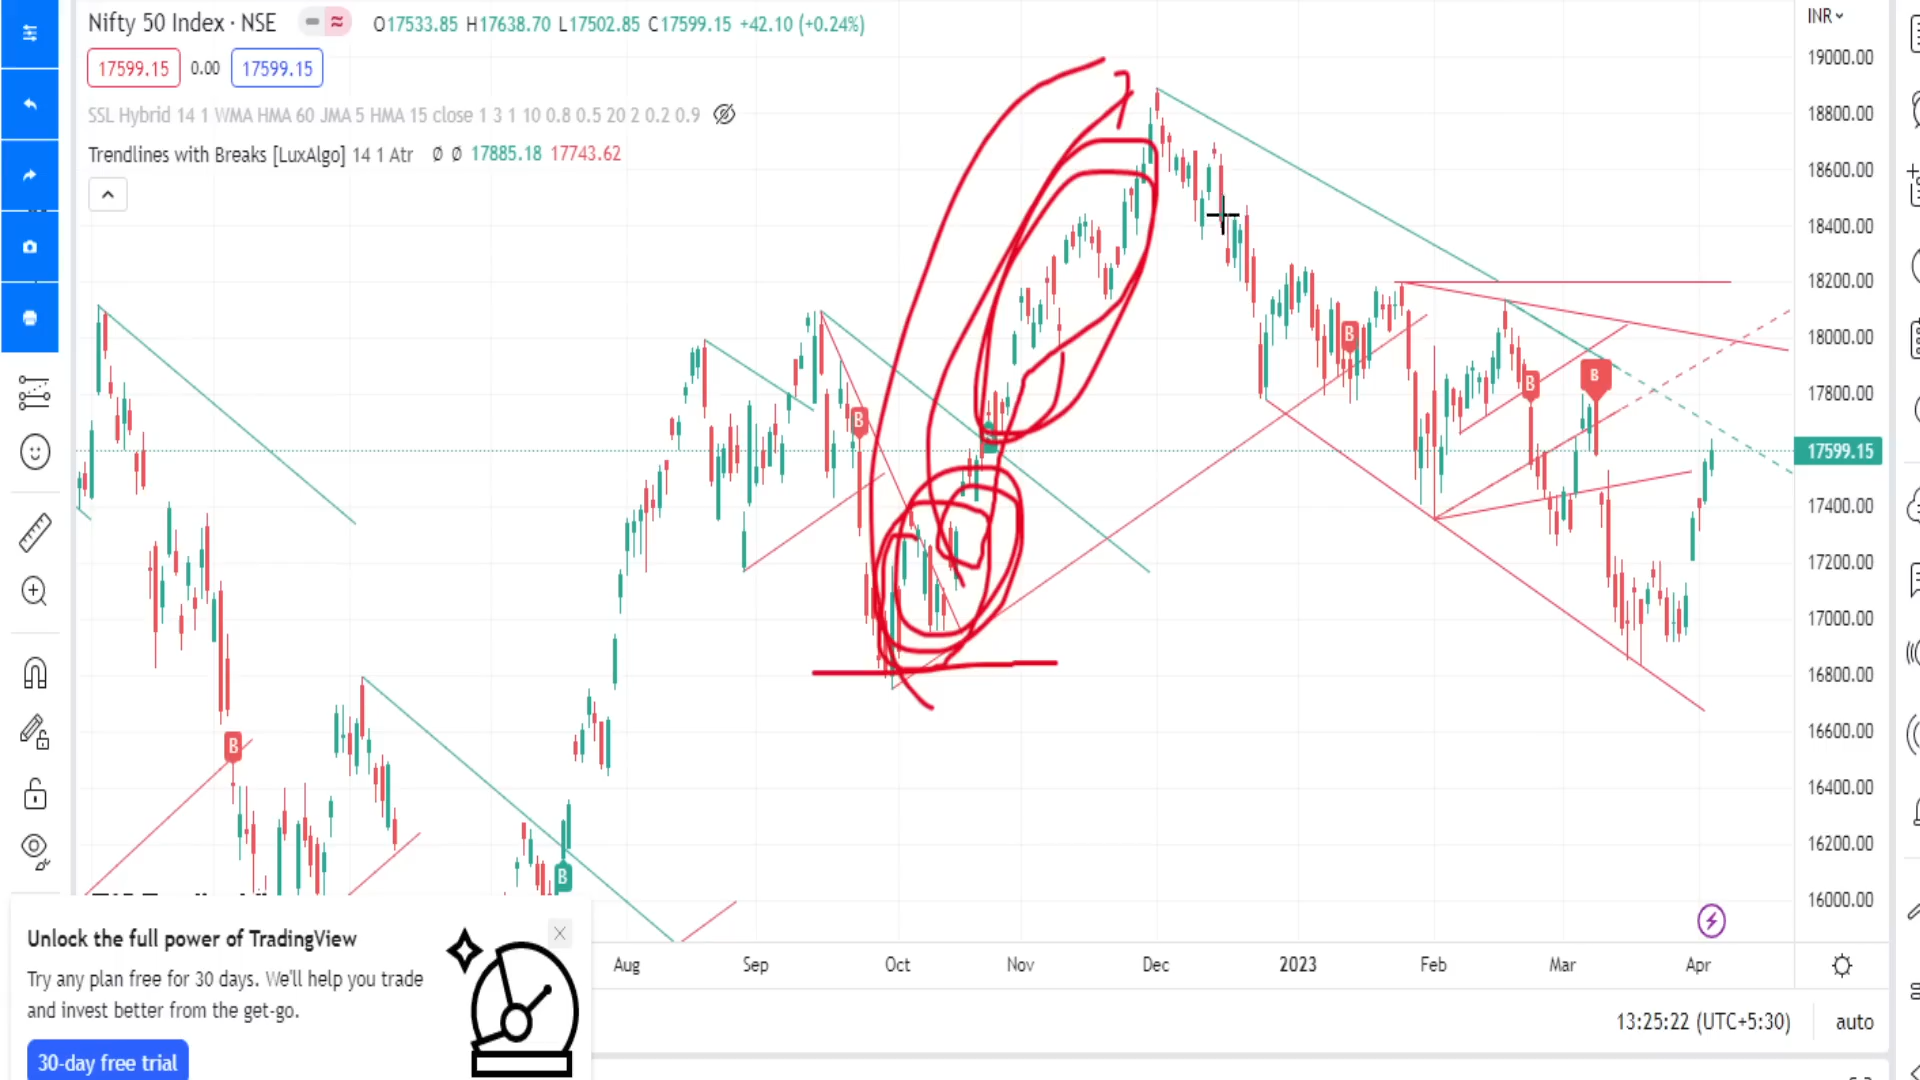 Nifty 50 Index · NSE
O17533.85 H17638.70 L17502.85 C17599.15 +42.10 (+0.24%)
INR
17599.15 0.00 17599.15
SSL Hybrid 14 1 WMA HMA 60 JMA 5 HMA 15 close 1 3 1 10 0.8 0.5 20 2 0.2 0.9
Trendlines with Breaks [LuxAlgo] 14 1 Atr Ø Ø 17885.18 17743.62
19000.00
18800.00
18600.00
18400.00
18200.00
18000.00
17800.00
17599.15
17400.00
17200.00
17000.00
16800.00
16600.00
16400.00
16200.00
16000.00
B
B
B
B
B
B
Aug Sep Oct Nov Dec 2023 Feb Mar Apr
Unlock the full power of TradingView
Try any plan free for 30 days. We'll help you trade
and invest better from the get-go.
30-day free trial
13:25:22 (UTC+5:30) auto